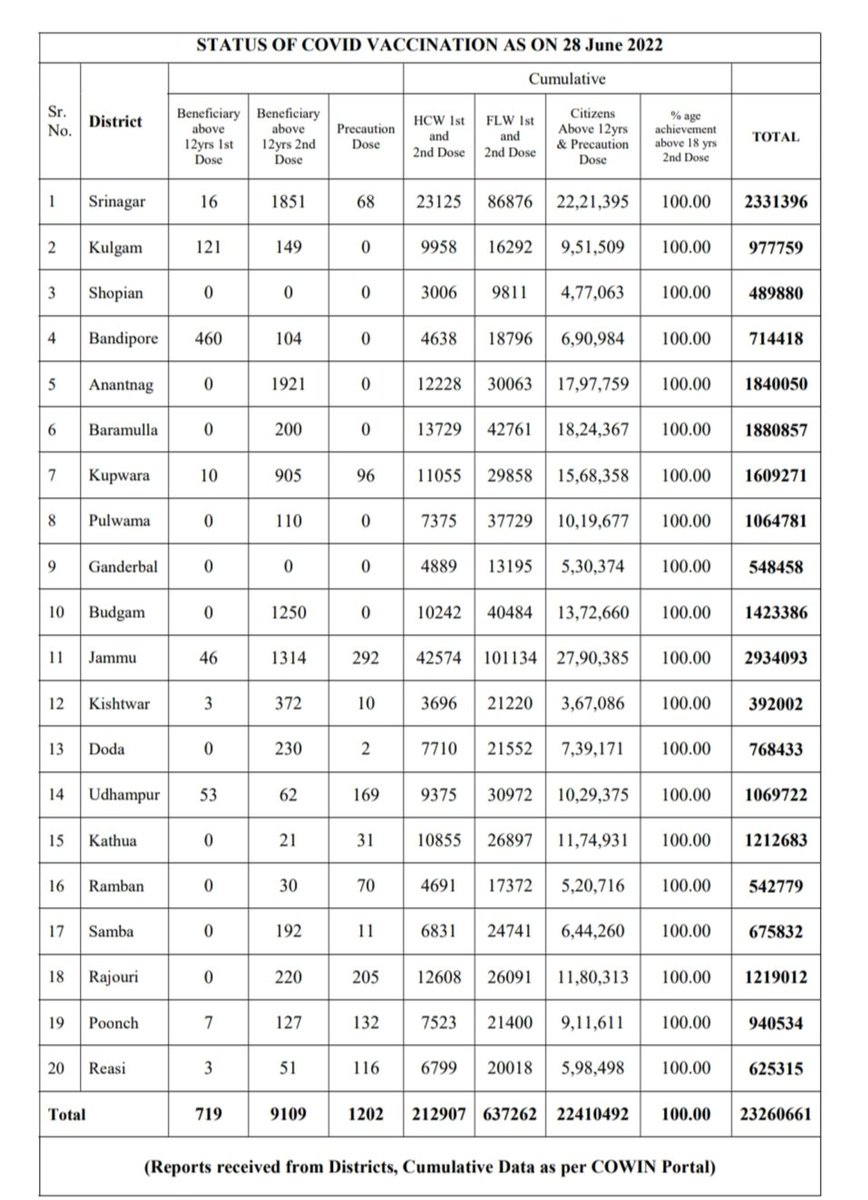 STATUS OF COVID VACCINATION AS ON 28 June 2022
Cumulative
Sr. No. District Beneficiary above 12yrs 1st Dose Beneficiary above 12yrs 2nd Dose Precaution Dose HCW 1st and 2nd Dose FLW 1st and 2nd Dose Citizens Above 12yrs & Precaution Dose % age achievement above 18 yrs 2nd Dose TOTAL
1 Srinagar 16 1851 68 23125 86876 22,21,395 100.00 2331396
2 Kulgam 121 149 0 9958 16292 9,51,509 100.00 977759
3 Shopian 0 0 0 3006 9811 4,77,063 100.00 489880
4 Bandipore 460 104 0 4638 18796 6,90,984 100.00 714418
5 Anantnag 0 1921 0 12228 30063 17,97,759 100.00 1840050
6 Baramulla 0 200 0 13729 42761 18,24,367 100.00 1880857
7 Kupwara 10 905 96 11055 29858 15,68,358 100.00 1609271
8 Pulwama 0 110 0 7375 37729 10,19,677 100.00 1064781
9 Ganderbal 0 0 0 4889 13195 5,30,374 100.00 548458
10 Budgam 0 1250 0 10242 40484 13,72,660 100.00 1423386
11 Jammu 46 1314 292 42574 101134 27,90,385 100.00 2934093
12 Kishtwar 3 372 10 3696 21220 3,67,086 100.00 392002
13 Doda 0 230 2 7710 21552 7,39,171 100.00 768433
14 Udhampur 53 62 169 9375 30972 10,29,375 100.00 1069722
15 Kathua 0 21 31 10855 26897 11,74,931 100.00 1212683
16 Ramban 0 30 70 4691 17372 5,20,716 100.00 542779
17 Samba 0 192 11 6831 24741 6,44,260 100.00 675832
18 Rajouri 0 220 205 12608 26091 11,80,313 100.00 1219012
19 Poonch 7 127 132 7523 21400 9,11,611 100.00 940534
20 Reasi 3 51 116 6799 20018 5,98,498 100.00 625315
Total 719 9109 1202 212907 637262 22410492 100.00 23260661
(Reports received from Districts, Cumulative Data as per COWIN Portal)